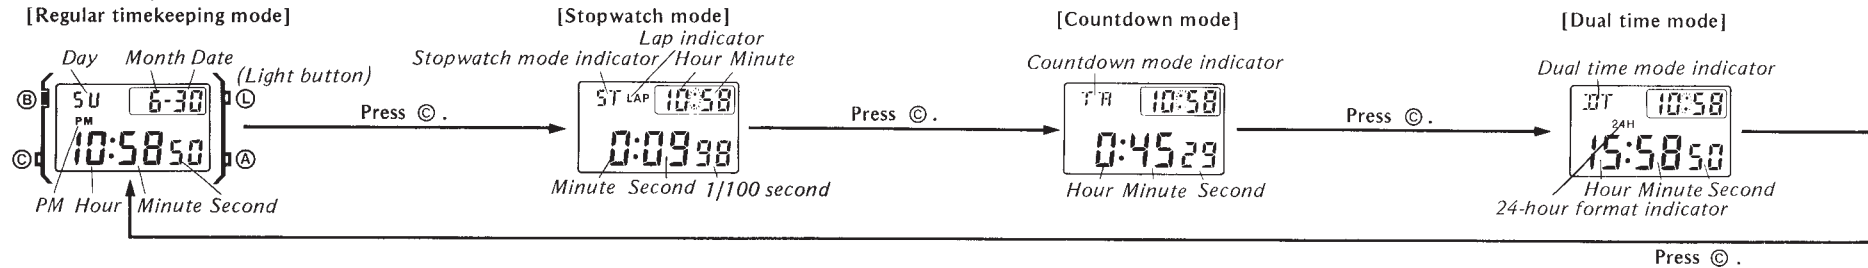 [Regular timekeeping mode]
Day Month Date
(Light button)
Ⓑ Ⓛ
Ⓒ Ⓐ
SU 6-30
PM
10:58 50
PM Hour Minute Second
Press Ⓒ .
[Stopwatch mode]
Lap indicator
Stopwatch mode indicator Hour Minute
ST LAP 10:58
0:09 98
Minute Second 1/100 second
Press Ⓒ .
[Countdown mode]
Countdown mode indicator
TR 10:58
0:45 29
Hour Minute Second
Press Ⓒ .
[Dual time mode]
Dual time mode indicator
DT 10:58
24H
15:58 50
Hour Minute Second
24-hour format indicator
Press Ⓒ .